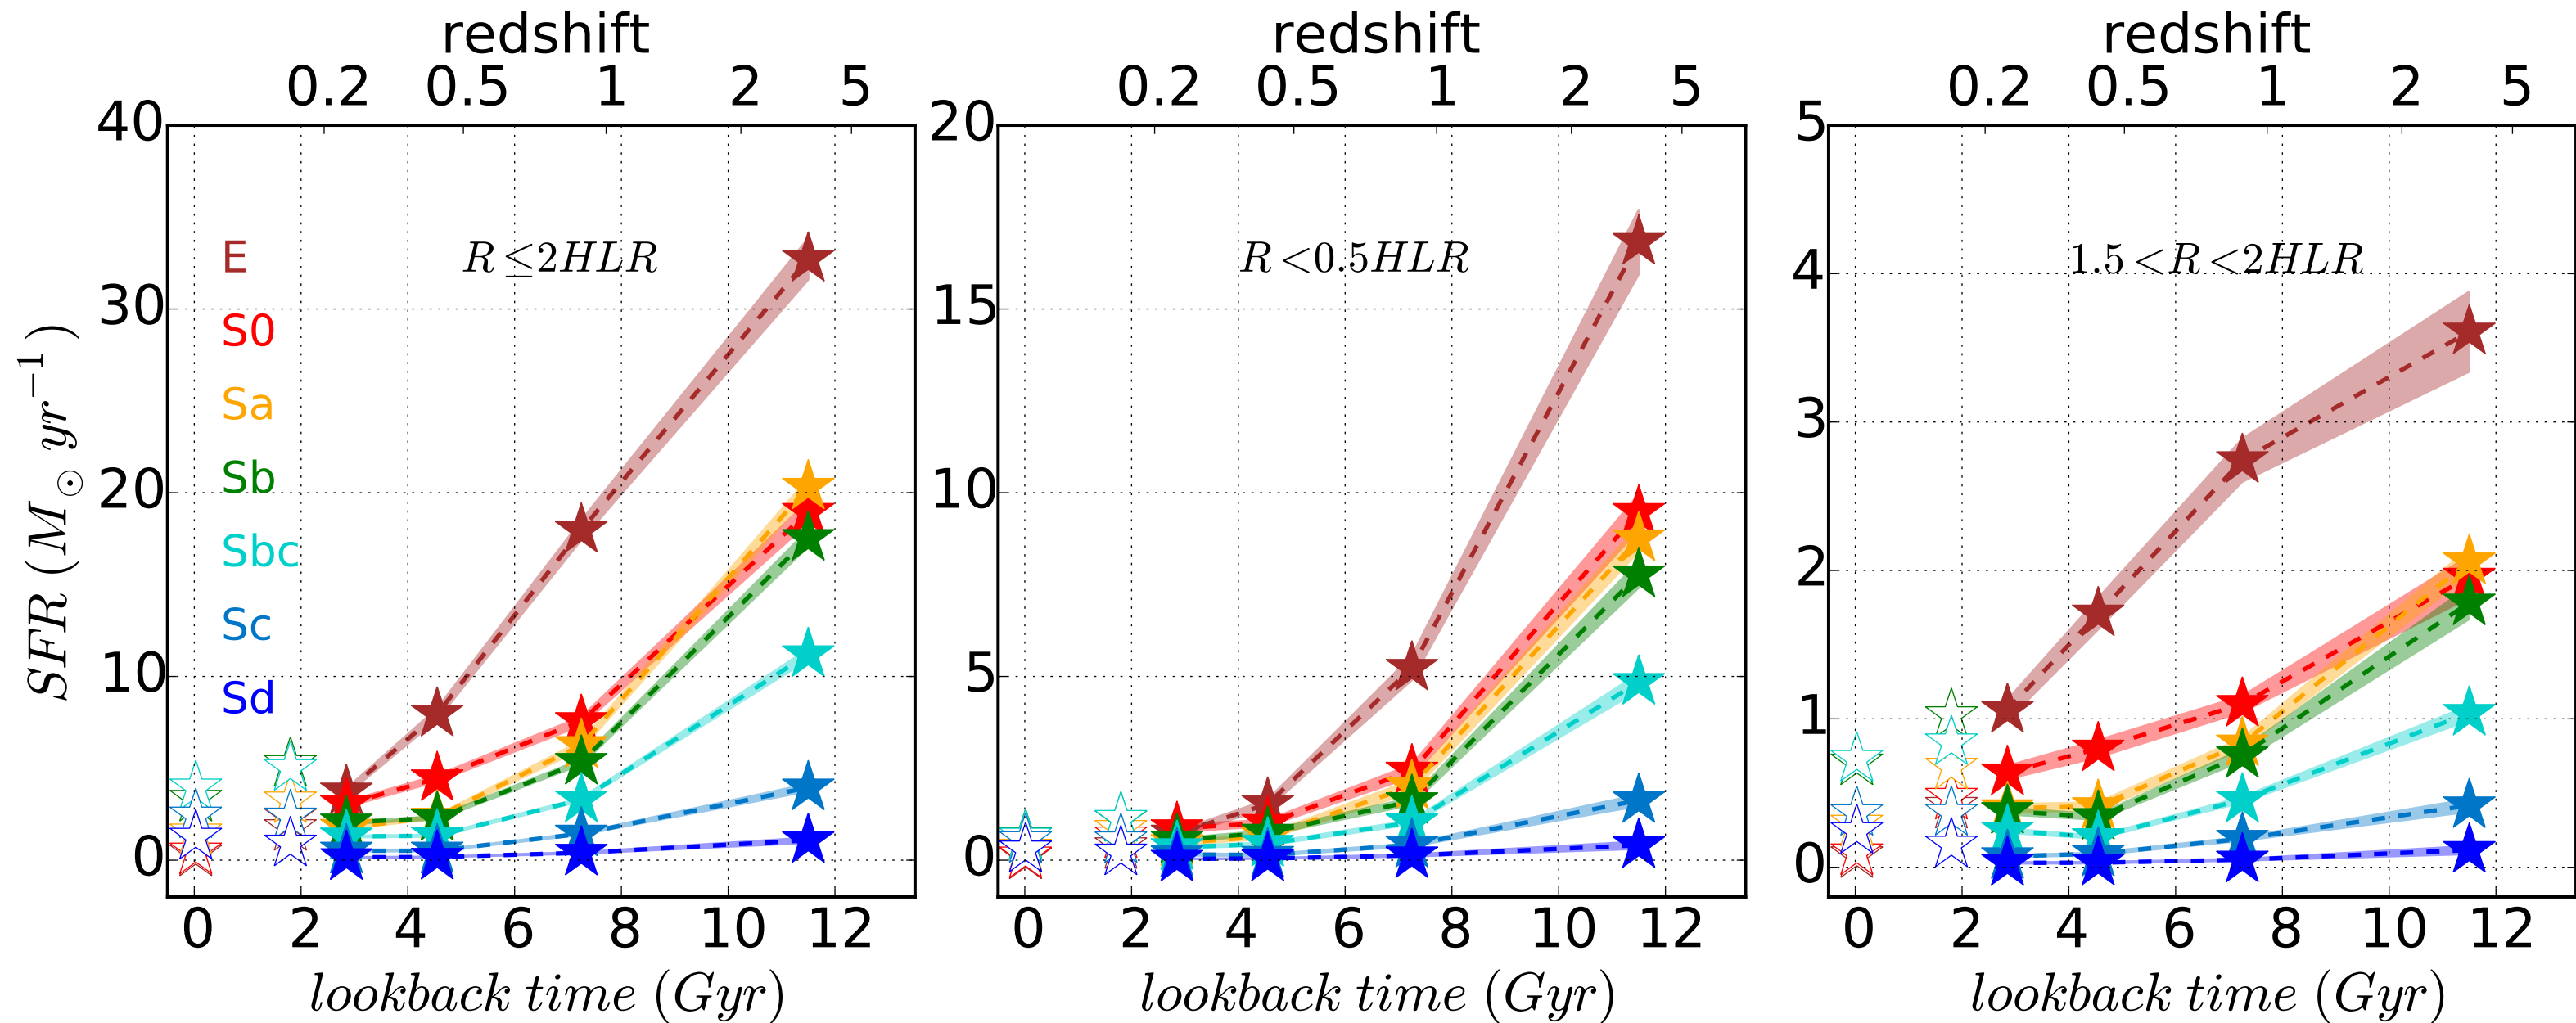 redshift redshift redshift
0.2 0.5 1 2 5 0.2 0.5 1 2 5 0.2 0.5 1 2 5
40 20 5
E R ≤ 2HLR R < 0.5HLR 1.5 < R < 2HLR
4
30 15
S0
Sa
3
20 10
Sb
2
Sbc
Sc
10 5
Sd
1
0 0 0
SFR (M⊙ yr⁻¹)
0 2 4 6 8 10 12 0 2 4 6 8 10 12 0 2 4 6 8 10 12
lookback time (Gyr) lookback time (Gyr) lookback time (Gyr)